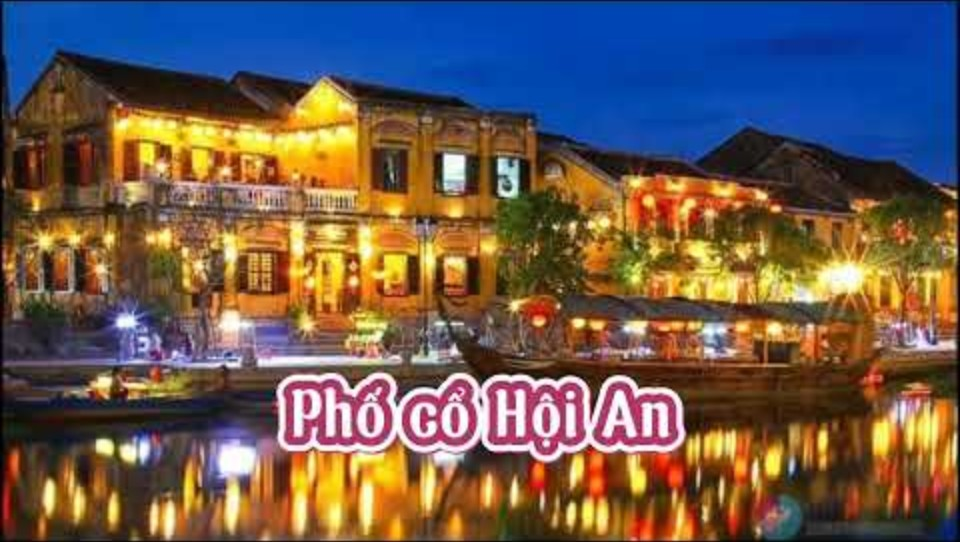 Phố cổ Hội An